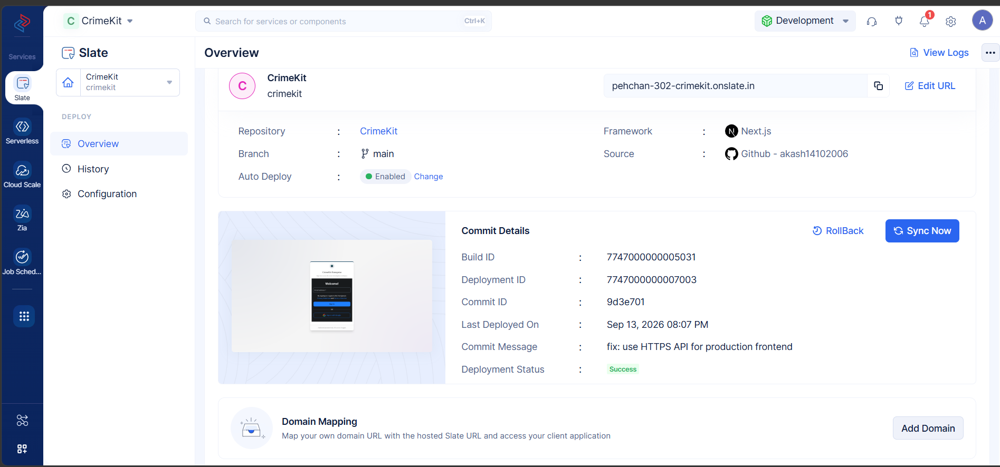 C CrimeKit
Search for services or components Ctrl+K
Development
1
A
Services
Slate
Serverless
Cloud Scale
Zia
Job Sched...
Slate
CrimeKit
crimekit
DEPLOY
Overview
History
Configuration
Overview
View Logs
C
CrimeKit
crimekit
pehchan-302-crimekit.onslate.in
Edit URL
Repository : CrimeKit
Framework : N Next.js
Branch : main
Source : Github - akash14102006
Auto Deploy : Enabled Change
CrimeKit Enterprise
Welcome!
Commit Details
RollBack
Sync Now
Build ID : 7747000000005031
Deployment ID : 7747000000007003
Commit ID : 9d3e701
Last Deployed On : Sep 13, 2026 08:07 PM
Commit Message : fix: use HTTPS API for production frontend
Deployment Status : Success
Domain Mapping
Map your own domain URL with the hosted Slate URL and access your client application
Add Domain